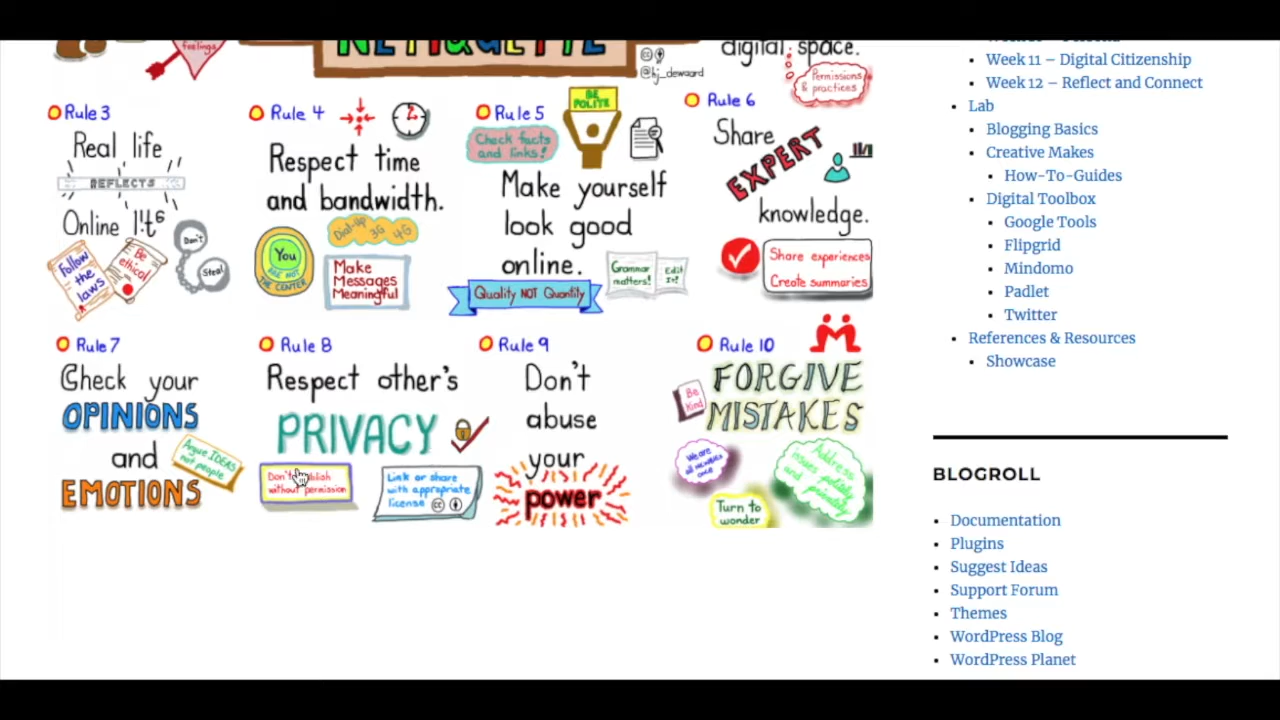 feelings
NETIQUETTE
@hj_dewaard
digital space.
Permissions
& practices
Rule 3
Real life
REFLECTS
Online life
Follow
the
laws
Be
ethical
Don't
Steal
Rule 4
Respect time
and bandwidth.
You
ARE NOT
THE CENTER
Dial-up
3G
4G
Make
Messages
Meaningful
Rule 5
BE
POLITE
Check facts
and links!
Make yourself
look good
online.
Grammar
matters!
Edit
It!
Quality NOT Quantity
Rule 6
Share
EXPERT
knowledge.
Share experiences
Create summaries
Rule 7
Check your
OPINIONS
and
EMOTIONS
Argue IDEAS
not people
Rule 8
Respect other's
PRIVACY
Don't publish
without permission
Link or share
with appropriate
license
Rule 9
Don't
abuse
your
power
Rule 10
FORGIVE
MISTAKES
Be
Kind
We are
all newbies
once
Turn to
wonder
Address
issues politely
and privately
Week 11 – Digital Citizenship
Week 12 – Reflect and Connect
Lab
Blogging Basics
Creative Makes
How-To-Guides
Digital Toolbox
Google Tools
Flipgrid
Mindomo
Padlet
Twitter
References & Resources
Showcase
BLOGROLL
Documentation
Plugins
Suggest Ideas
Support Forum
Themes
WordPress Blog
WordPress Planet